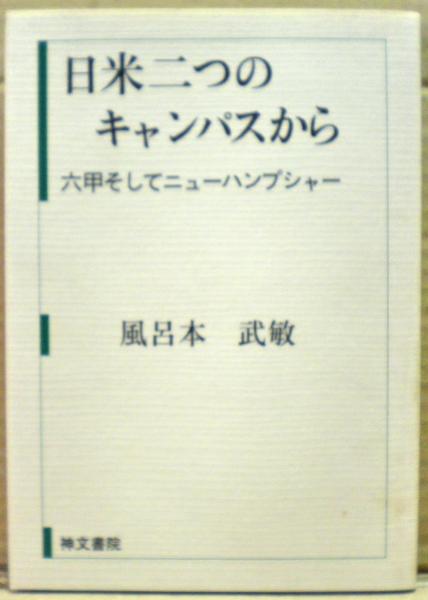 日米二つの
キャンパスから
六甲そしてニューハンプシャー
風呂本 武敏
神文書院